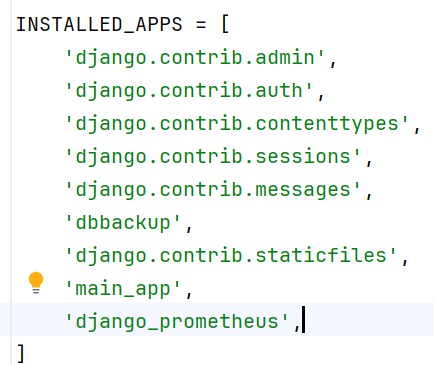 INSTALLED_APPS = [
    'django.contrib.admin',
    'django.contrib.auth',
    'django.contrib.contenttypes',
    'django.contrib.sessions',
    'django.contrib.messages',
    'dbbackup',
    'django.contrib.staticfiles',
    'main_app',
    'django_prometheus',
]